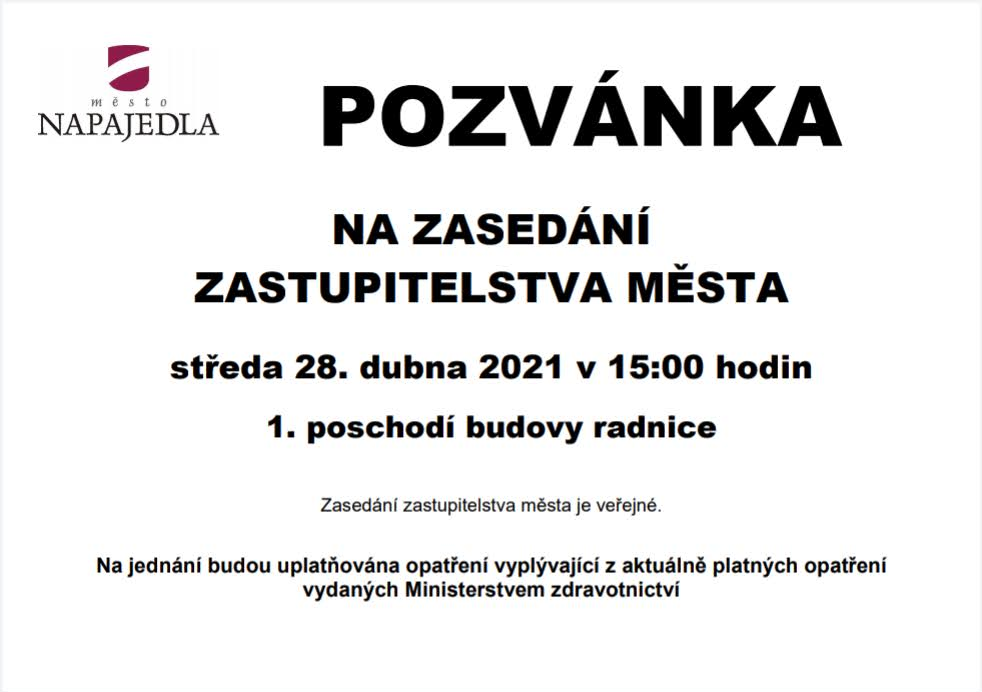 město
NAPAJEDLA
POZVÁNKA
NA ZASEDÁNÍ
ZASTUPITELSTVA MĚSTA
středa 28. dubna 2021 v 15:00 hodin
1. poschodí budovy radnice
Zasedání zastupitelstva města je veřejné.
Na jednání budou uplatňována opatření vyplývající z aktuálně platných opatření
vydaných Ministerstvem zdravotnictví